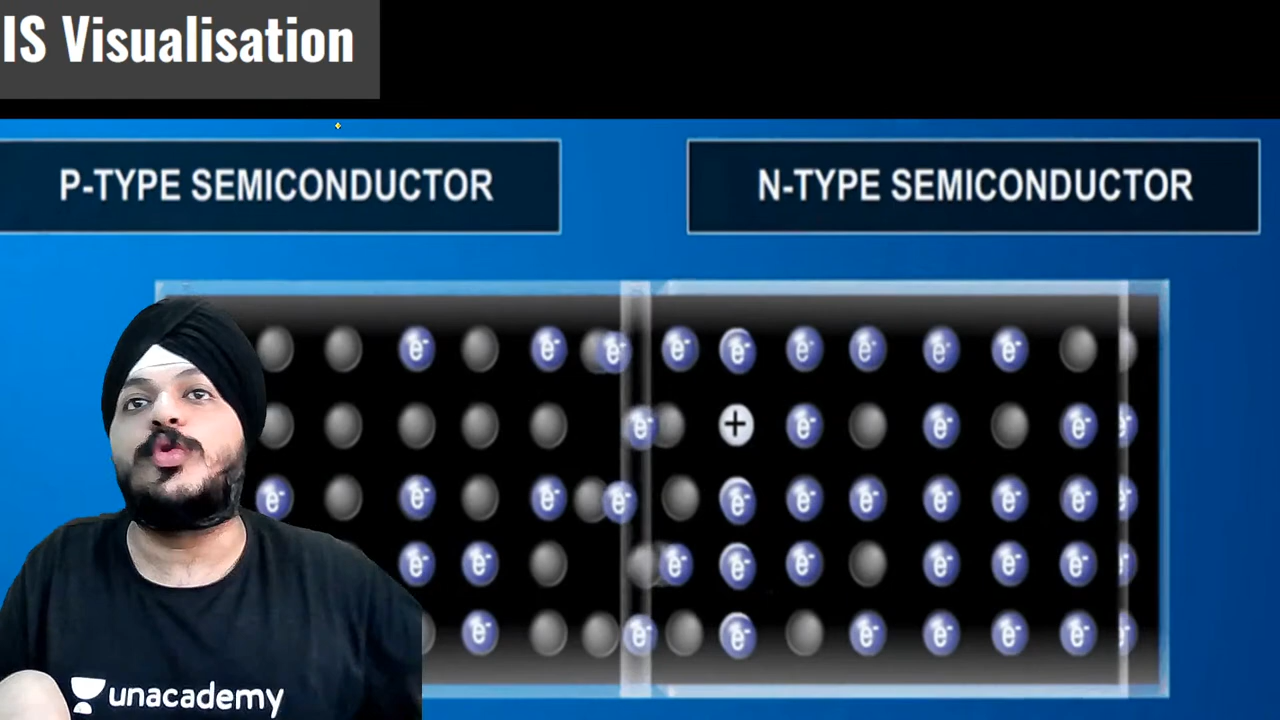 IS Visualisation
P-TYPE SEMICONDUCTOR
N-TYPE SEMICONDUCTOR
e⁻ e⁻ e⁻ e⁻ e⁻ e⁻ e⁻ e⁻ e⁻
e⁻ + e⁻ e⁻ e⁻ e⁻
e⁻ e⁻ e⁻ e⁻ e⁻ e⁻ e⁻ e⁻ e⁻ e⁻ e⁻
e⁻ e⁻ e⁻ e⁻ e⁻ e⁻ e⁻ e⁻ e⁻
e⁻ e⁻ e⁻ e⁻ e⁻ e⁻ e⁻ e⁻
unacademy